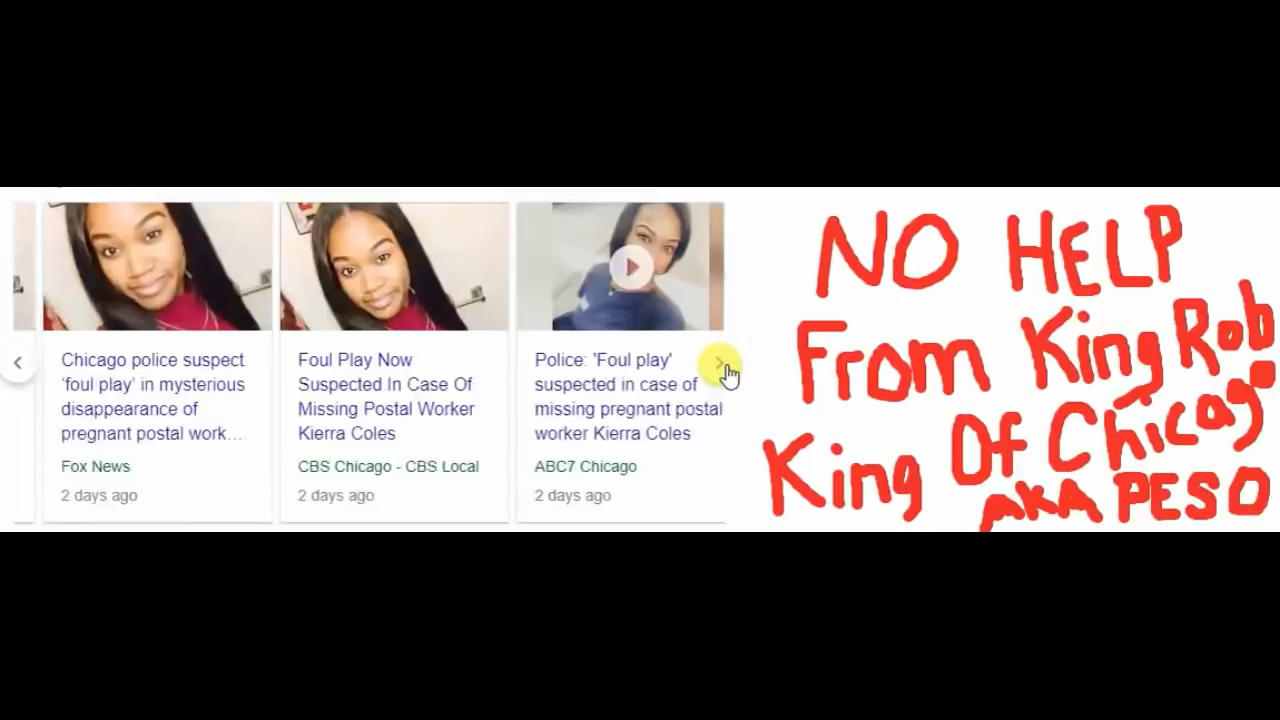 Chicago police suspect
'foul play' in mysterious
disappearance of
pregnant postal work...
Fox News
2 days ago
Foul Play Now
Suspected In Case Of
Missing Postal Worker
Kierra Coles
CBS Chicago - CBS Local
2 days ago
Police: 'Foul play'
suspected in case of
missing pregnant postal
worker Kierra Coles
ABC7 Chicago
2 days ago
NO HELP
From King Rob
King Of Chicago
AKA PESO